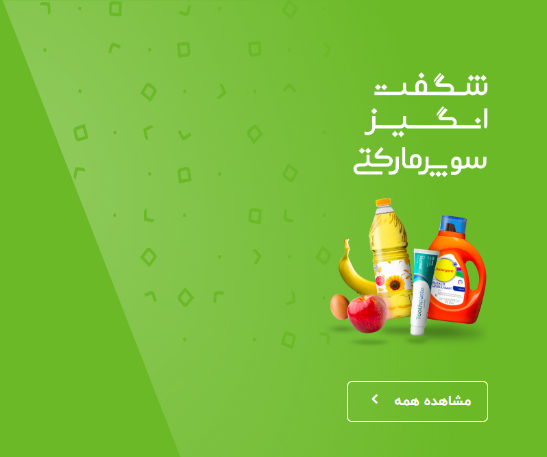 شگفت
انگیز
سوپرمارکتی
مشاهده همه